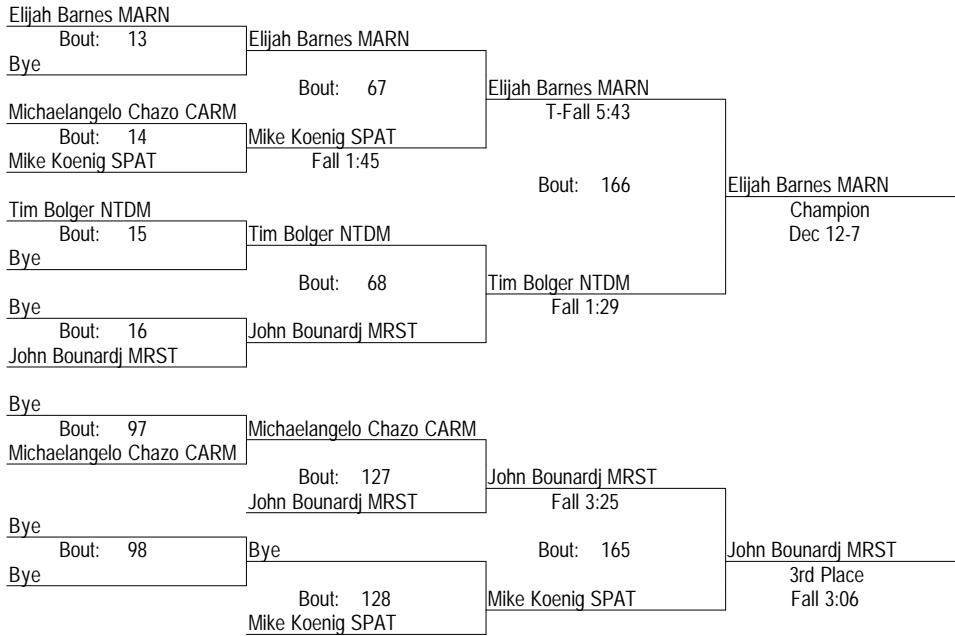 Elijah Barnes MARN
Bout: 13
Bye
Elijah Barnes MARN
Bout: 67
Michaelangelo Chazo CARM
Bout: 14
Mike Koenig SPAT
Mike Koenig SPAT
Fall 1:45
Elijah Barnes MARN
T-Fall 5:43
Tim Bolger NTDM
Bout: 15
Bye
Tim Bolger NTDM
Bout: 68
Bye
Bout: 16
John Bounardj MRST
John Bounardj MRST
Tim Bolger NTDM
Fall 1:29
Bout: 166
Elijah Barnes MARN
Champion
Dec 12-7
Bye
Bout: 97
Michaelangelo Chazo CARM
Michaelangelo Chazo CARM
Bout: 127
John Bounardj MRST
John Bounardj MRST
Fall 3:25
Bye
Bout: 98
Bye
Bye
Bout: 128
Mike Koenig SPAT
Mike Koenig SPAT
Bout: 165
John Bounardj MRST
3rd Place
Fall 3:06